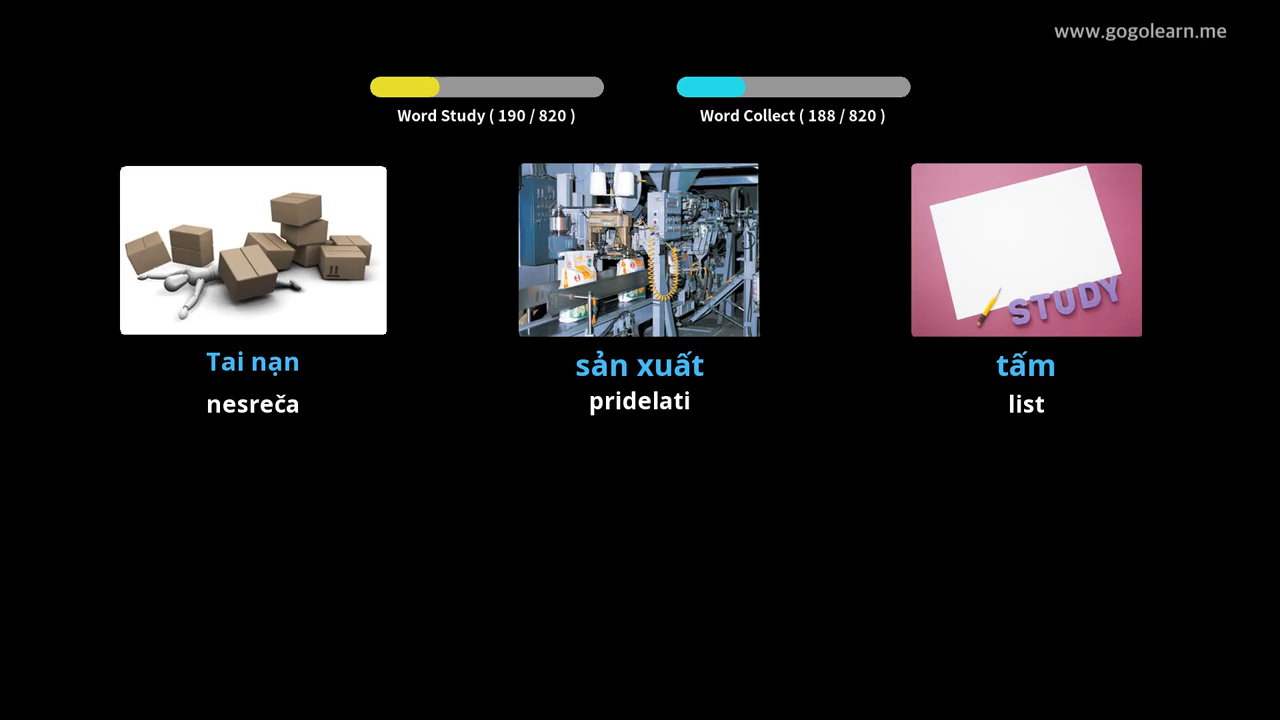 www.gogolearn.me
Word Study ( 190 / 820 )
Word Collect ( 188 / 820 )
STUDY
Tai nạn
sản xuất
tấm
nesreča
pridelati
list